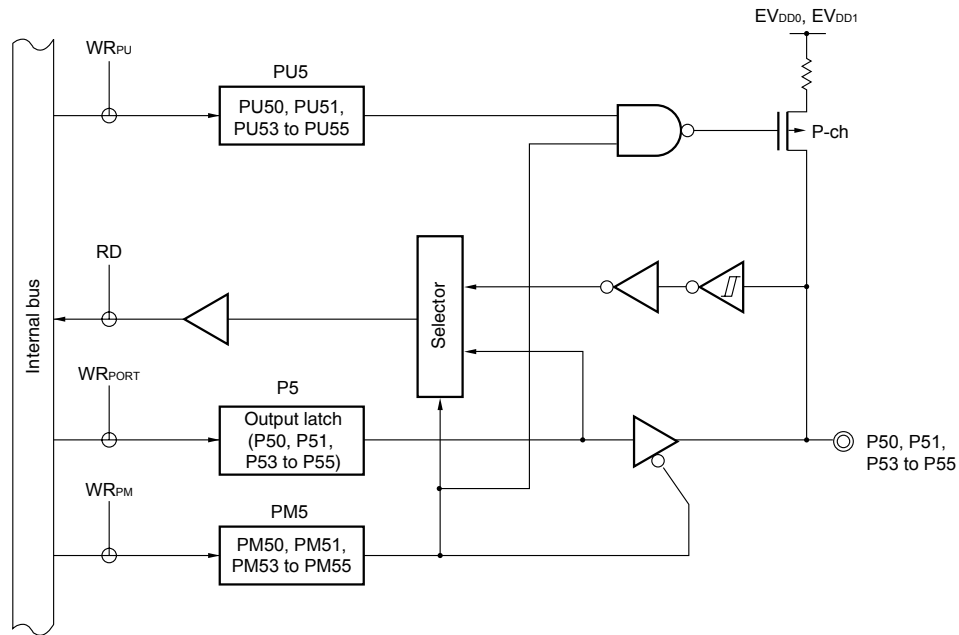 EVDD0, EVDD1
WRPU
PU5
PU50, PU51,
PU53 to PU55
P-ch
RD
Selector
Internal bus
WRPORT
P5
Output latch
(P50, P51,
P53 to P55)
P50, P51,
P53 to P55
WRPM
PM5
PM50, PM51,
PM53 to PM55